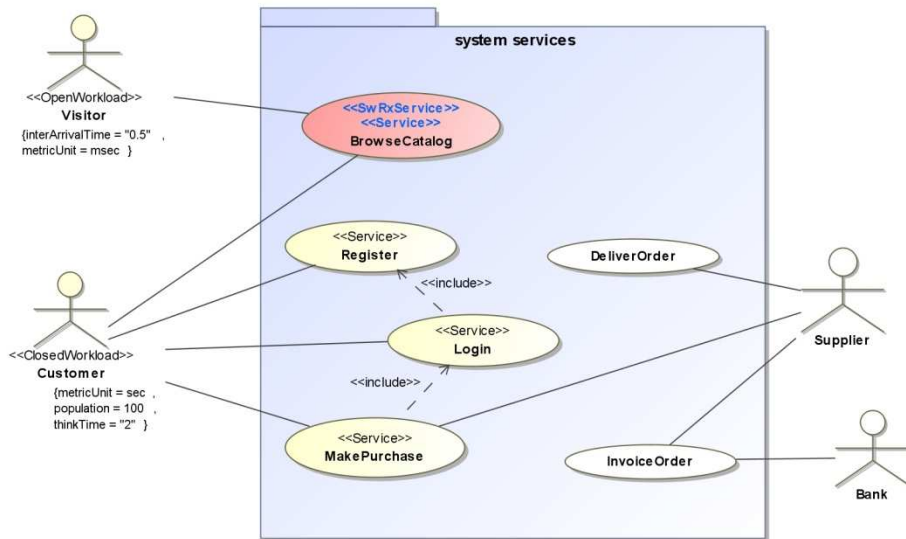 system services
<<OpenWorkload>>
Visitor
{interArrivalTime = "0.5" ,
metricUnit = msec }
<<SwRxService>>
<<Service>>
BrowseCatalog
<<Service>>
Register
DeliverOrder
<<include>>
<<ClosedWorkload>>
Customer
{metricUnit = sec ,
population = 100 ,
thinkTime = "2" }
<<Service>>
Login
Supplier
<<include>>
<<Service>>
MakePurchase
InvoiceOrder
Bank